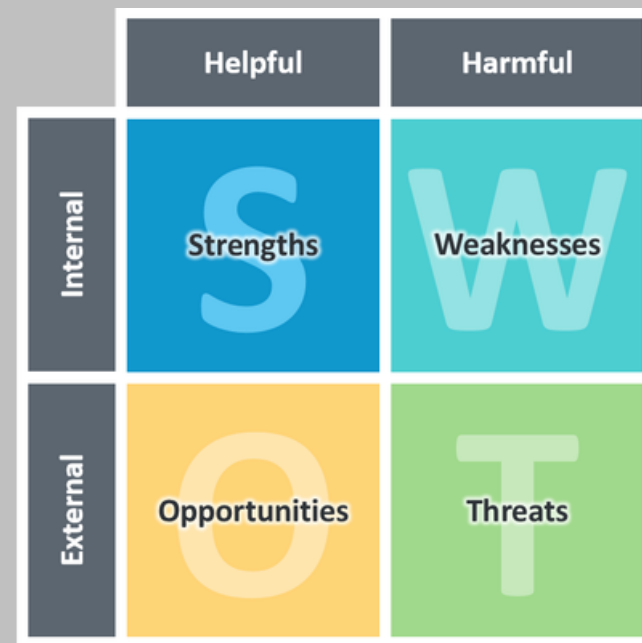 Helpful
Harmful
Internal
S
Strengths
W
Weaknesses
External
O
Opportunities
T
Threats